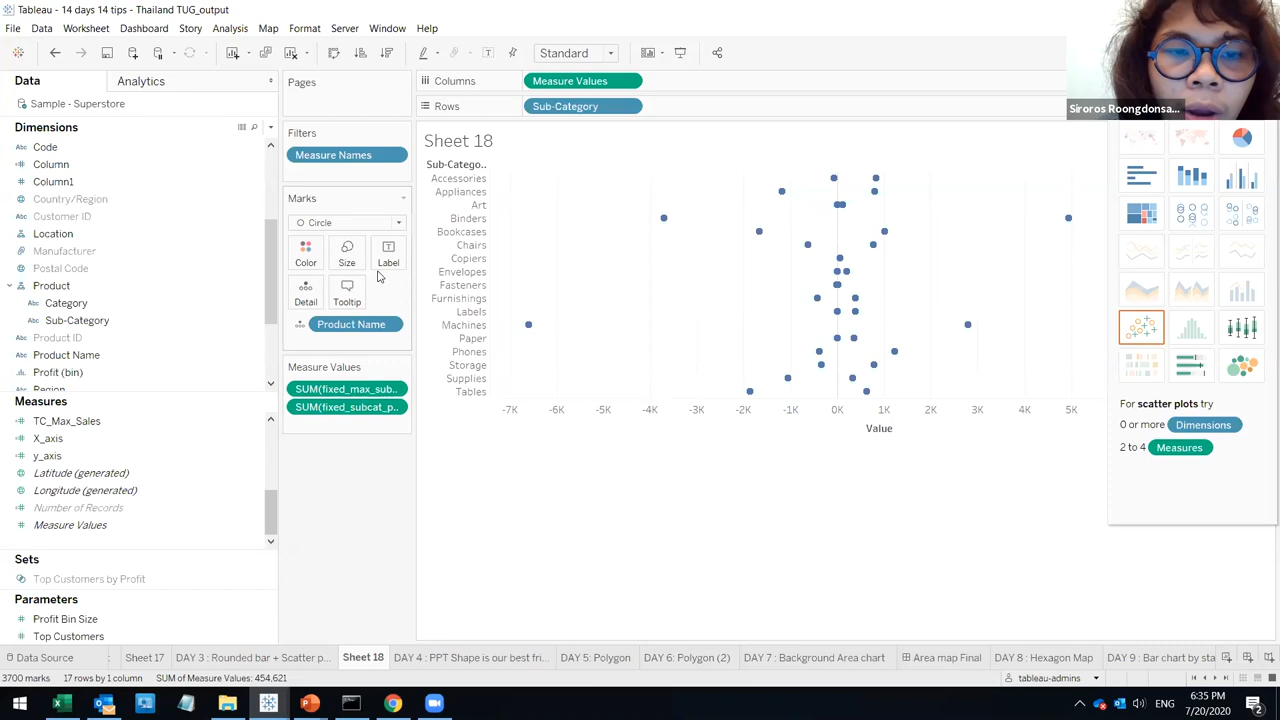 Tableau - 14 days 14 tips - Thailand TUG_output
File Data Worksheet Dashboard Story Analysis Map Format Server Window Help
Standard
Data Analytics
Sample - Superstore
Dimensions
Code
Column
Column1
Country/Region
Customer ID
Location
Manufacturer
Postal Code
Product
Category
Sub-Category
Product ID
Product Name
Profit (bin)
Region
Measures
TC_Max_Sales
X_axis
y_axis
Latitude (generated)
Longitude (generated)
Number of Records
Measure Values
Sets
Top Customers by Profit
Parameters
Profit Bin Size
Top Customers
Pages
Filters
Measure Names
Marks
Circle
Color Size Label
Detail Tooltip
Product Name
Measure Values
SUM(fixed_max_sub..
SUM(fixed_subcat_p..
Columns Measure Values
Rows Sub-Category
Siroros Roongdonsa...
Sheet 18
Sub-Catego..
Accessories
Appliances
Art
Binders
Bookcases
Chairs
Copiers
Envelopes
Fasteners
Furnishings
Labels
Machines
Paper
Phones
Storage
Supplies
Tables
-7K -6K -5K -4K -3K -2K -1K 0K 1K 2K 3K 4K 5K
Value
For scatter plots try
0 or more Dimensions
2 to 4 Measures
Data Source Sheet 17 DAY 3 : Rounded bar + Scatter p... Sheet 18 DAY 4 : PPT Shape is our best fri... DAY 5: Polygon DAY 6: Polygon (2) DAY 7 : Background Area chart Area map Final DAY 8 : Hexagon Map DAY 9 : Bar chart by sta
3700 marks 17 rows by 1 column SUM of Measure Values: 454,621 tableau-admins
ENG
6:35 PM
7/20/2020
2